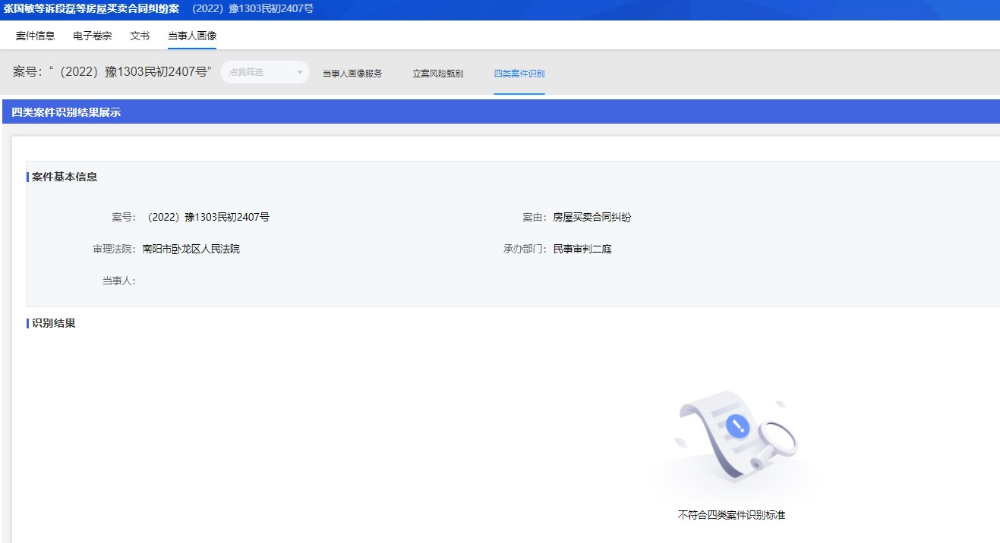 张国敏等诉段磊等房屋买卖合同纠纷案 （2022）豫1303民初2407号
案件信息 电子卷宗 文书 当事人画像
案号：“（2022）豫1303民初2407号” 点我筛选 当事人画像服务 立案风险甄别 四类案件识别
四类案件识别结果展示
案件基本信息
案号： （2022）豫1303民初2407号 案由： 房屋买卖合同纠纷
审理法院： 南阳市卧龙区人民法院 承办部门： 民事审判二庭
当事人：
识别结果
不符合四类案件识别标准